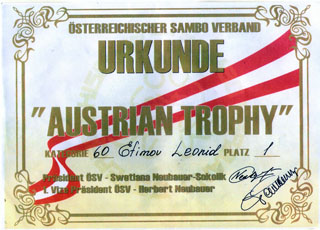 ÖSTERREICHISCHER SAMBO VERBAND
URKUNDE
"AUSTRIAN TROPHY"
KATEGORIE 60 Efimov Leonid PLATZ 1
Präsident ÖSV - Swetlana Neubauer-Sokolik
1. Vize Präsident ÖSV - Herbert Neubauer